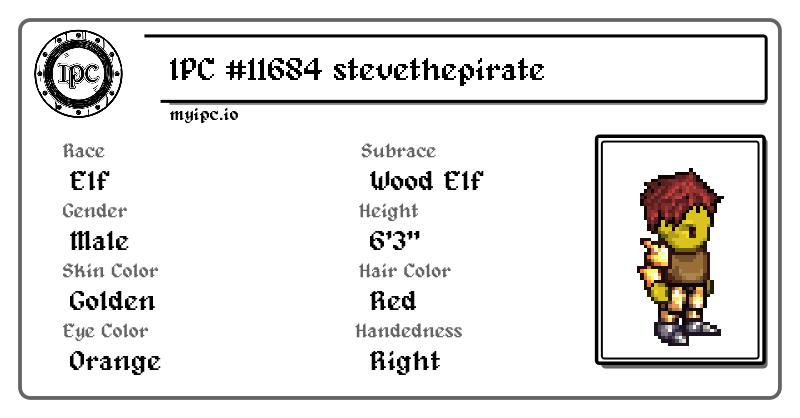 IPC
IPC #11684 stevethepirate
myipc.io
Race
Elf
Subrace
Wood Elf
Gender
Male
Height
6'3"
Skin Color
Golden
Hair Color
Red
Eye Color
Orange
Handedness
Right